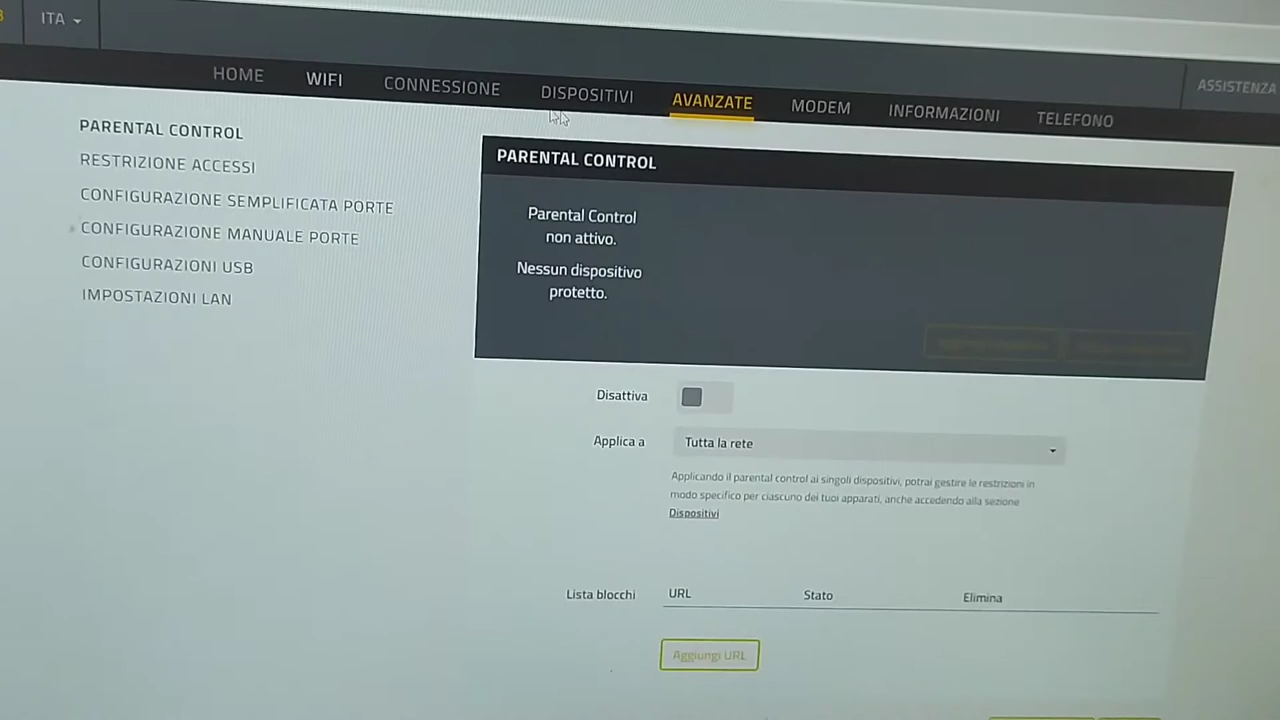 ITA
ASSISTENZA
HOME WIFI CONNESSIONE DISPOSITIVI AVANZATE MODEM INFORMAZIONI TELEFONO
PARENTAL CONTROL
RESTRIZIONE ACCESSI
CONFIGURAZIONE SEMPLIFICATA PORTE
CONFIGURAZIONE MANUALE PORTE
CONFIGURAZIONI USB
IMPOSTAZIONI LAN
PARENTAL CONTROL
Parental Control
non attivo.
Nessun dispositivo
protetto.
Disattiva
Applica a Tutta la rete
Applicando il parental control ai singoli dispositivi, potrai gestire le restrizioni in
modo specifico per ciascuno dei tuoi apparati, anche accedendo alla sezione
Dispositivi
Lista blocchi URL Stato Elimina
Aggiungi URL